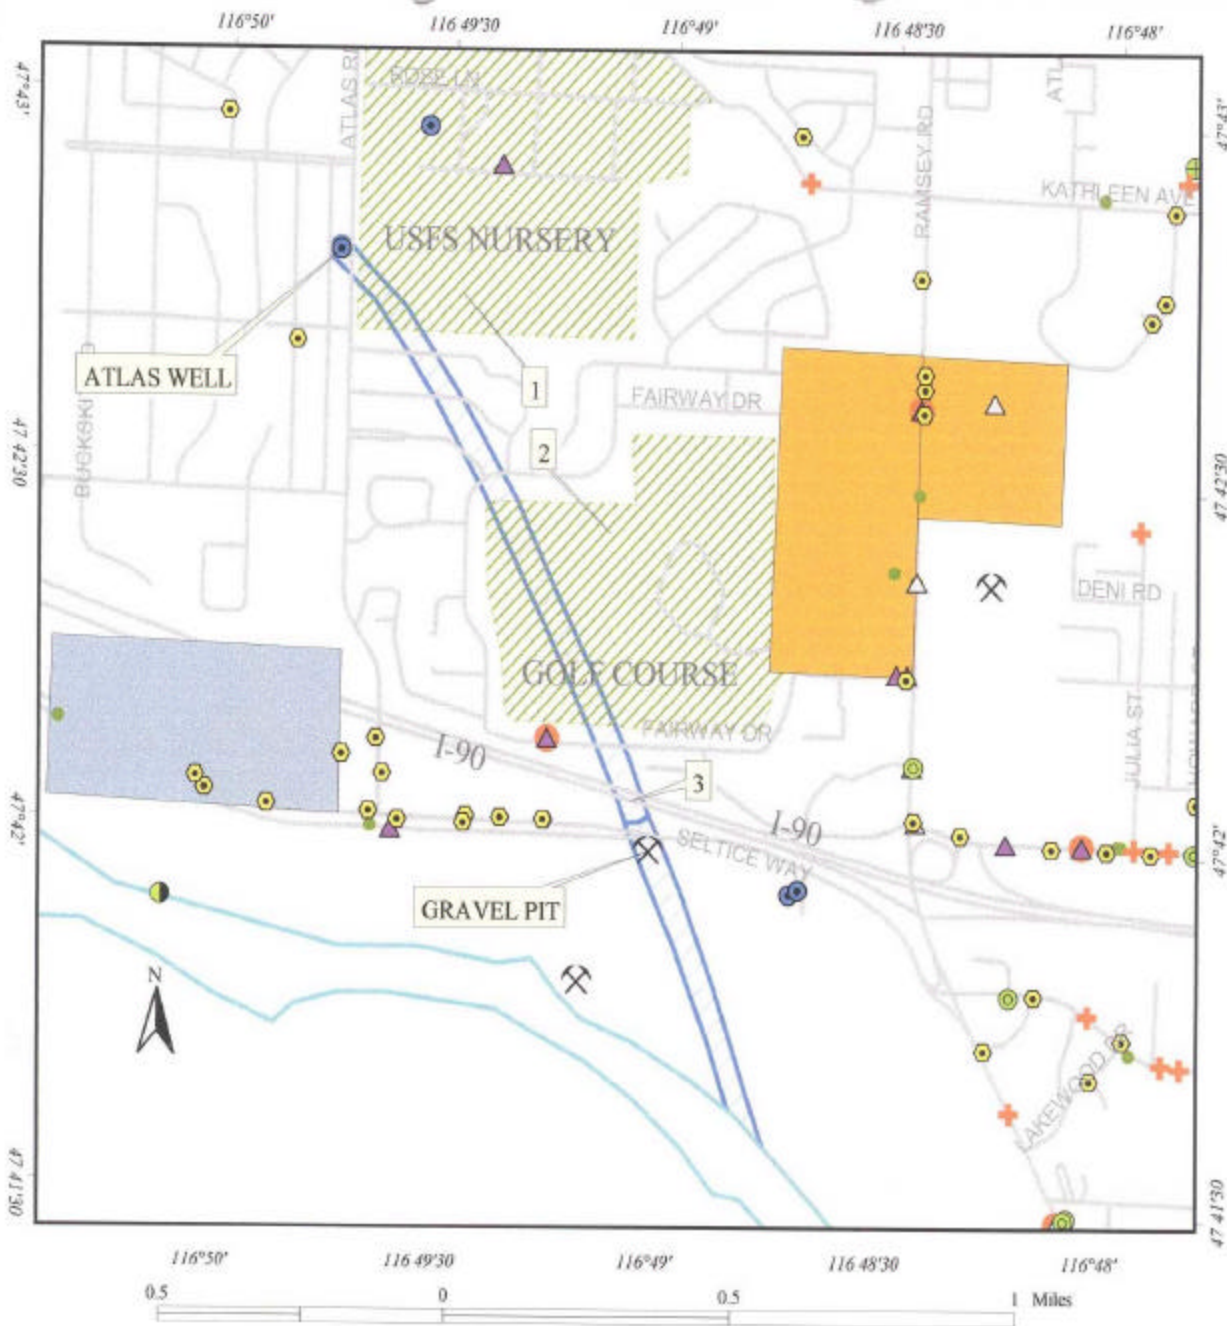 116°50' 116 49'30 116°49' 116 48'30 116°48'
47°43'
47°43'
ROSE LN
ATLAS RD
RAMSEY RD
KATHLEEN AVE
USFS NURSERY
ATLAS WELL
1
FAIRWAY DR
2
47 42'30
47 42'30
DENI RD
GOLF COURSE
FAIRWAY DR
JULIA ST
I-90
3
I-90
47°42'
47°42'
SELTICE WAY
GRAVEL PIT
N
LAKEWOOD DR
47 41'30
47 41'30
116°50' 116 49'30 116°49' 116 48'30 116°48'
0.5 0 0.5 1 Miles